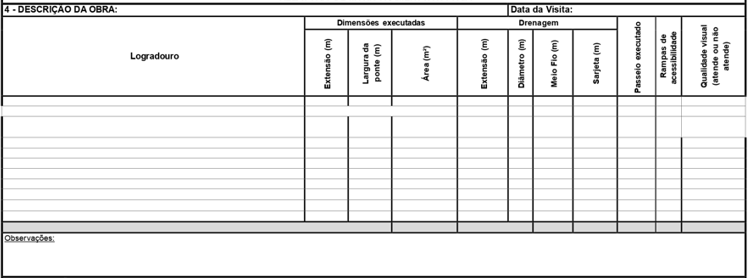 4 - DESCRIÇÃO DA OBRA: Data da Visita:
Dimensões executadas Drenagem
Logradouro
Extensão (m)
Largura da
ponte (m)
Área (m²)
Extensão (m)
Diâmetro (m)
Meio Fio (m)
Sarjeta (m)
Passeio executado
Rampas de
acessibilidade
Qualidade visual
(atende ou não
atende)
Observações: